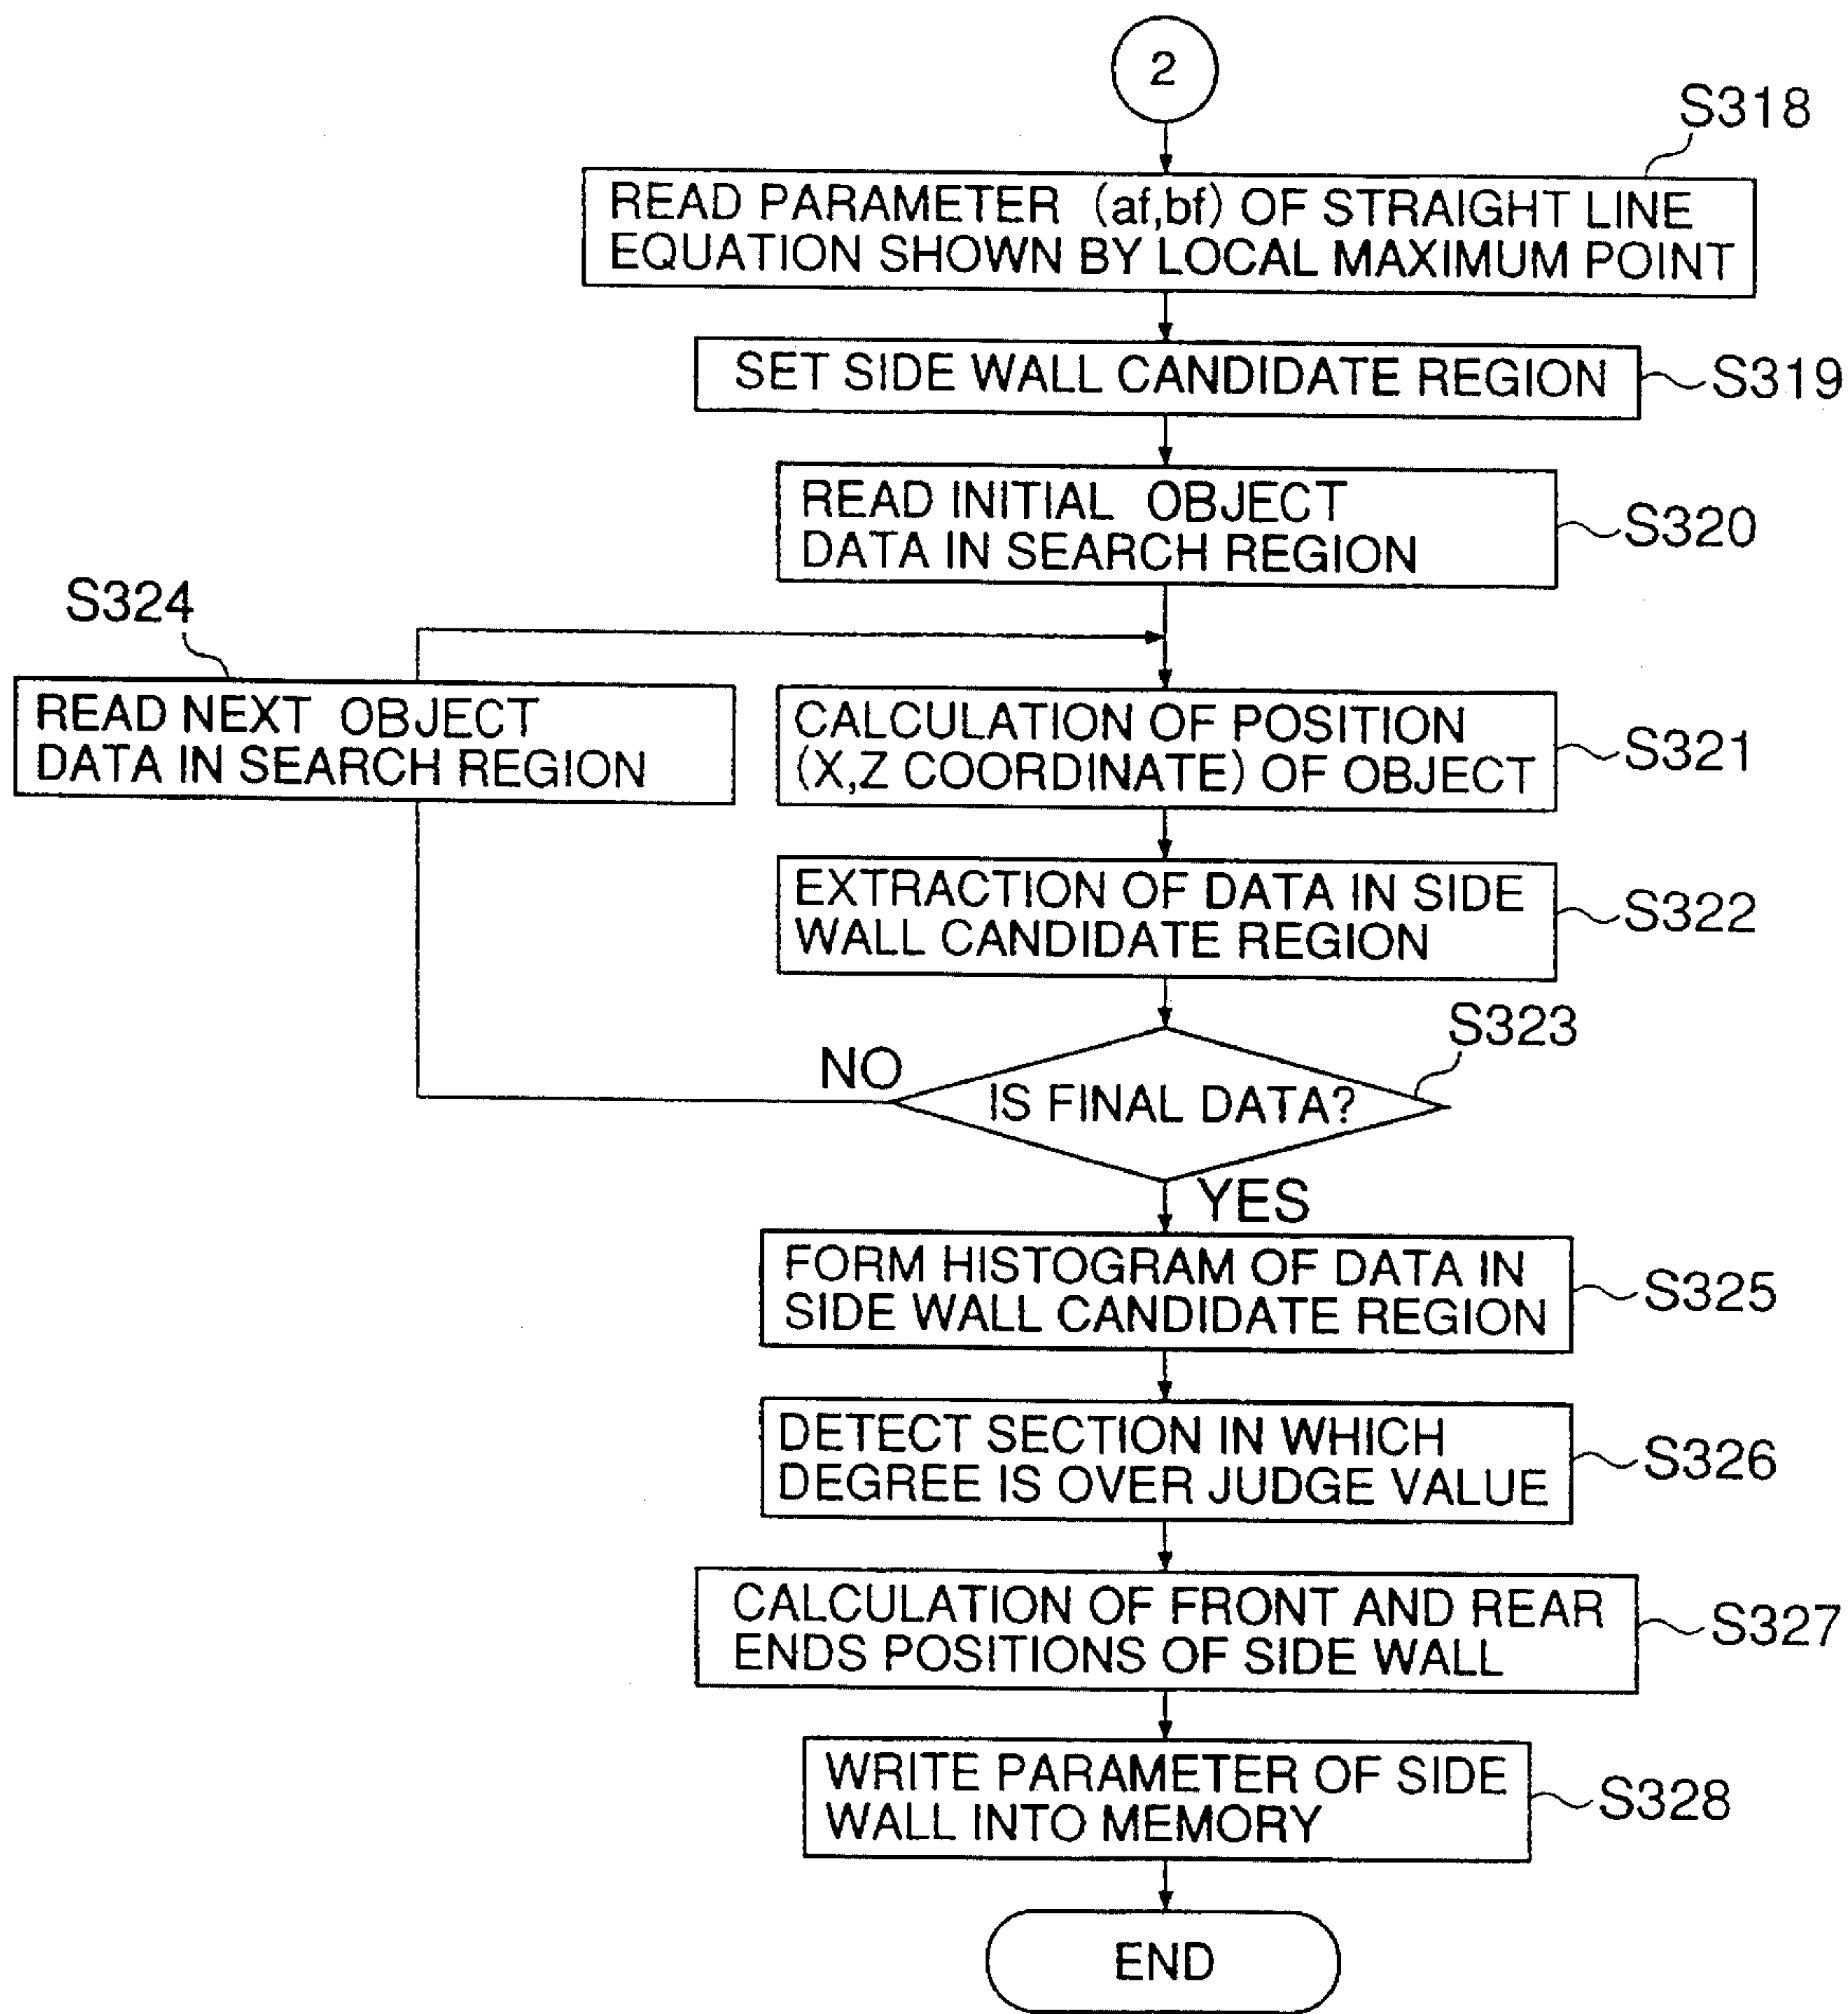 2
S318
READ PARAMETER (af,bf) OF STRAIGHT LINE
EQUATION SHOWN BY LOCAL MAXIMUM POINT
SET SIDE WALL CANDIDATE REGION
S319
READ INITIAL OBJECT
DATA IN SEARCH REGION
S320
S324
READ NEXT OBJECT
DATA IN SEARCH REGION
CALCULATION OF POSITION
(X,Z COORDINATE) OF OBJECT
S321
EXTRACTION OF DATA IN SIDE
WALL CANDIDATE REGION
S322
S323
NO
IS FINAL DATA?
YES
FORM HISTOGRAM OF DATA IN
SIDE WALL CANDIDATE REGION
S325
DETECT SECTION IN WHICH
DEGREE IS OVER JUDGE VALUE
S326
CALCULATION OF FRONT AND REAR
ENDS POSITIONS OF SIDE WALL
S327
WRITE PARAMETER OF SIDE
WALL INTO MEMORY
S328
END